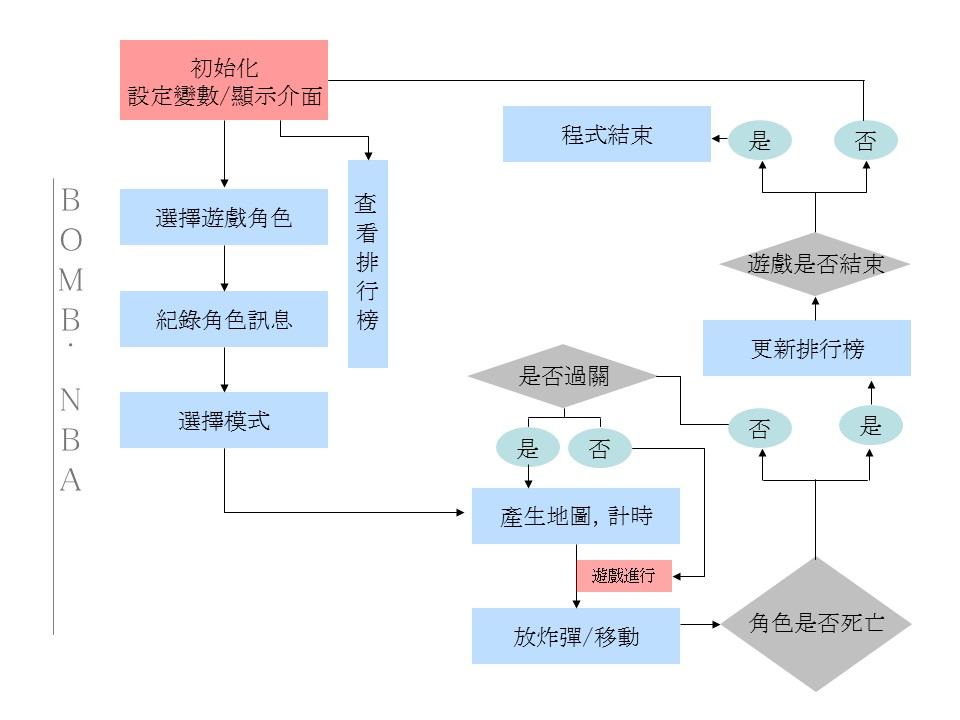 初始化
設定變數/顯示介面
程式結束
是
否
BOMB. NBA
選擇遊戲角色
查看排行榜
遊戲是否結束
紀錄角色訊息
更新排行榜
是否過關
選擇模式
否
是
是
否
產生地圖, 計時
遊戲進行
放炸彈/移動
角色是否死亡